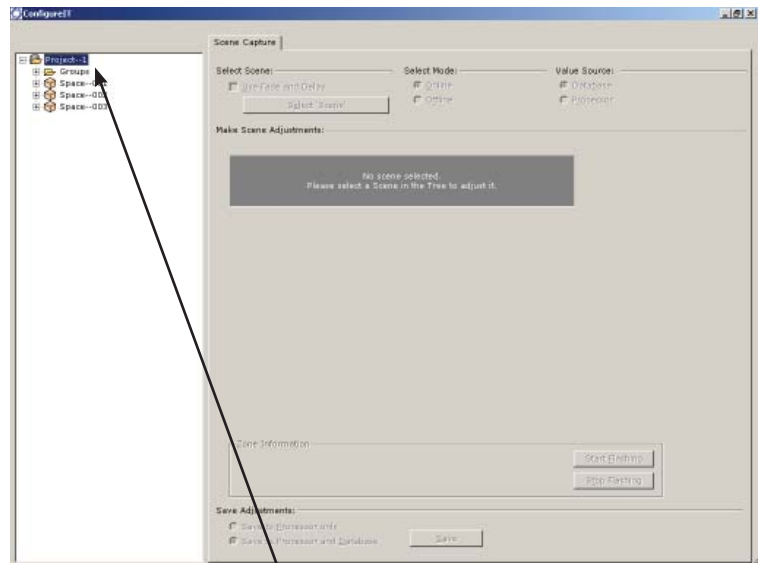 ConfigureIT
Scene Capture
Project--1
Groups
Space--001
Space--002
Space--003
Select Scene:
Use Fade and Delay
Select Scene!
Select Mode:
Online
Offline
Value Source:
Database
Processor
Make Scene Adjustments:
No scene selected.
Please select a Scene in the Tree to adjust it.
Zone Information
Start Flashing
Stop Flashing
Save Adjustments:
Save to Processor only
Save to Processor and Database
Save